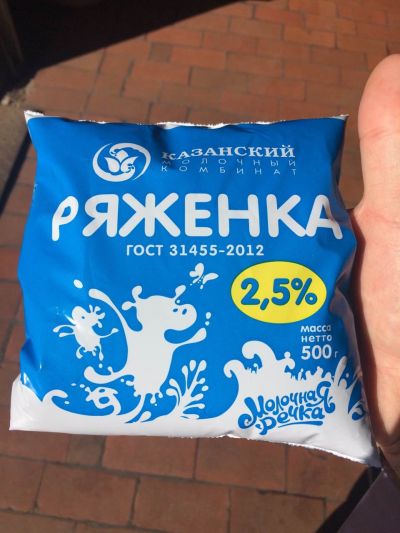 КАЗАНСКИЙ
МОЛОЧНЫЙ
КОМБИНАТ
РЯЖЕНКА
ГОСТ 31455-2012
2,5%
масса
нетто
500 г
Молочная
Речка